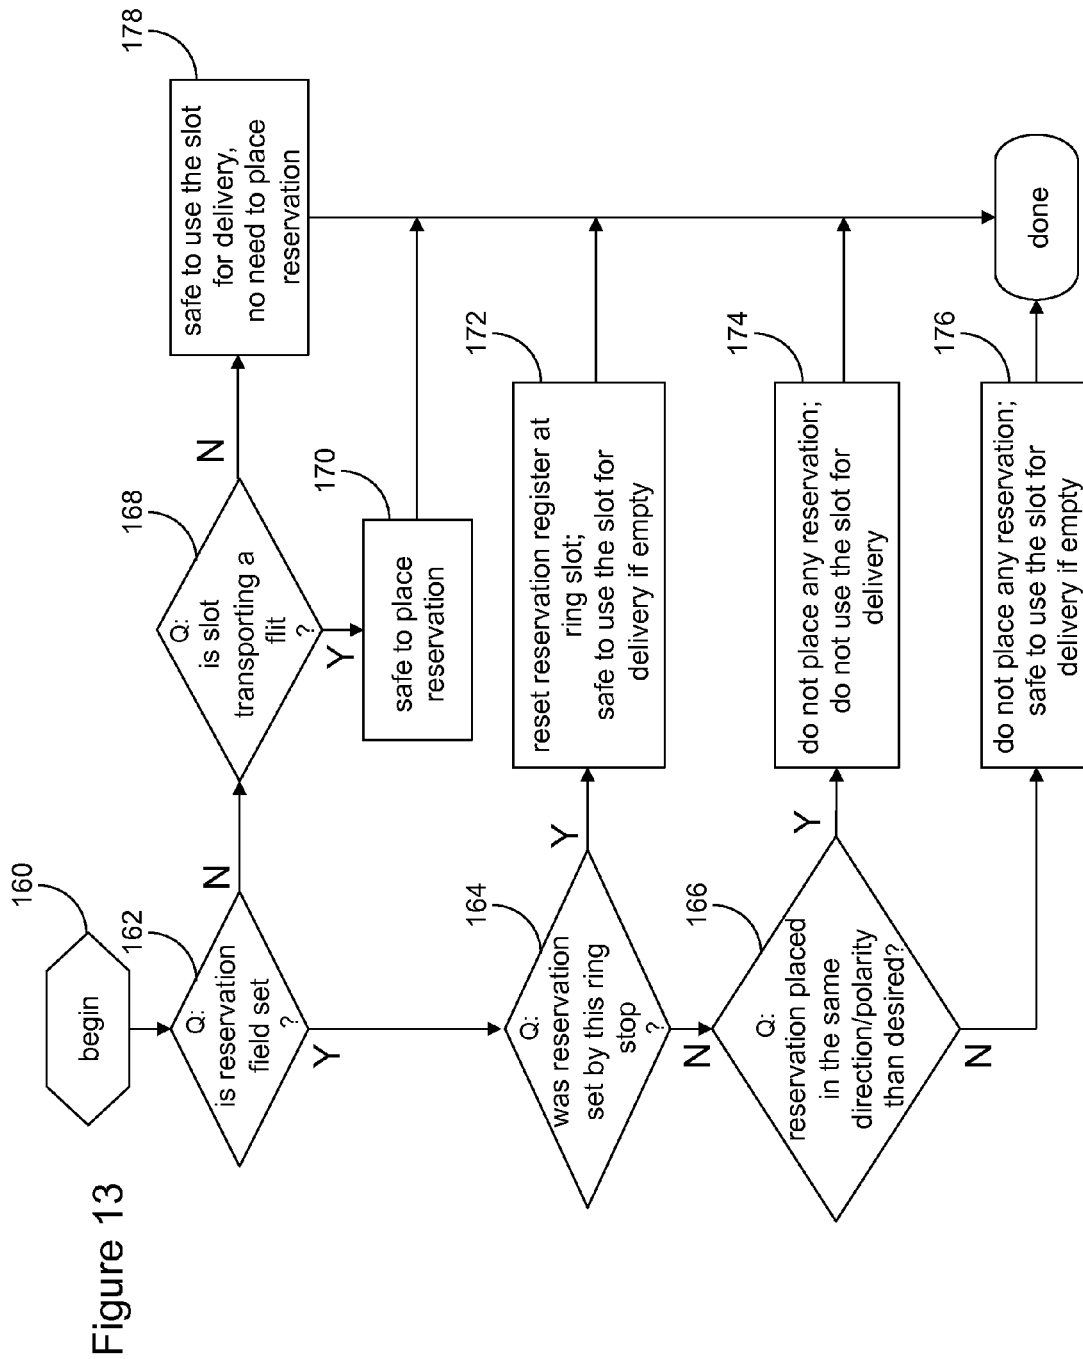 Figure 13
160
begin
162
Q:
is reservation
field set
?
N
Y
168
Q:
is slot
transporting a
flit
?
N
Y
178
safe to use the slot
for delivery,
no need to place
reservation
170
safe to place
reservation
164
Q:
was reservation
set by this ring
stop
?
Y
N
172
reset reservation register at
ring slot;
safe to use the slot for
delivery if empty
166
Q:
reservation placed
in the same
direction/polarity
than desired?
Y
N
174
do not place any reservation;
do not use the slot for
delivery
176
do not place any reservation;
safe to use the slot for
delivery if empty
done